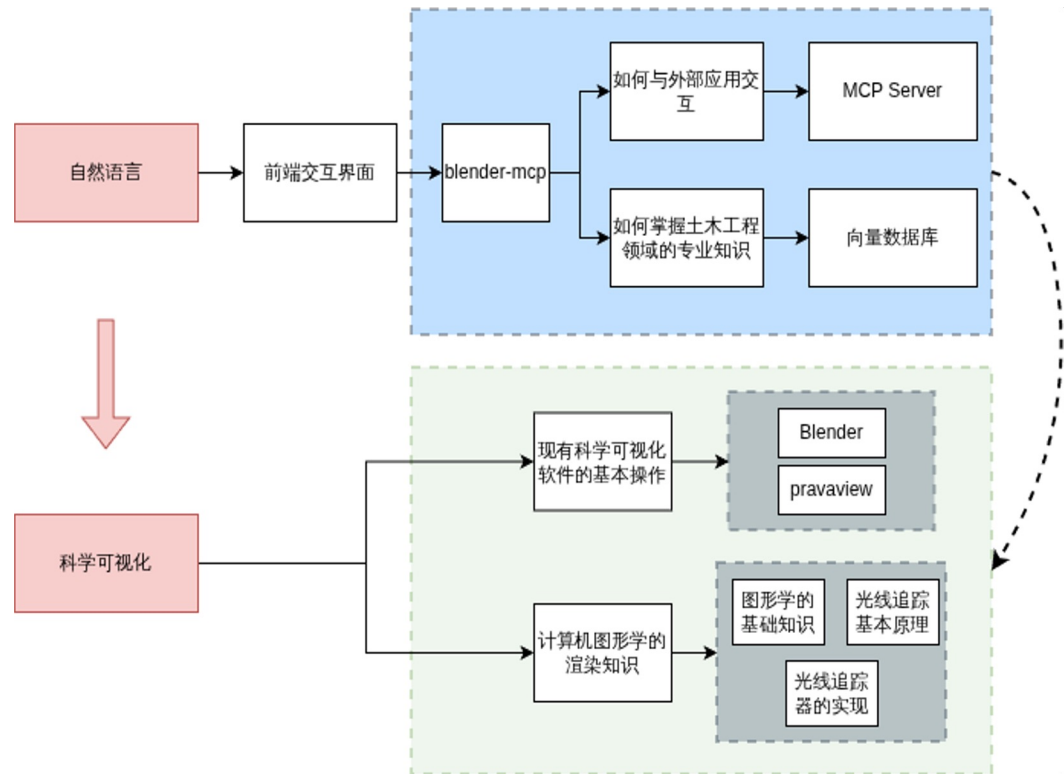 自然语言
前端交互界面
blender-mcp
如何与外部应用交
互
MCP Server
如何掌握土木工程
领域的专业知识
向量数据库
科学可视化
现有科学可视化
软件的基本操作
Blender
pravaview
计算机图形学的
渲染知识
图形学的
基础知识
光线追踪
基本原理
光线追踪
器的实现